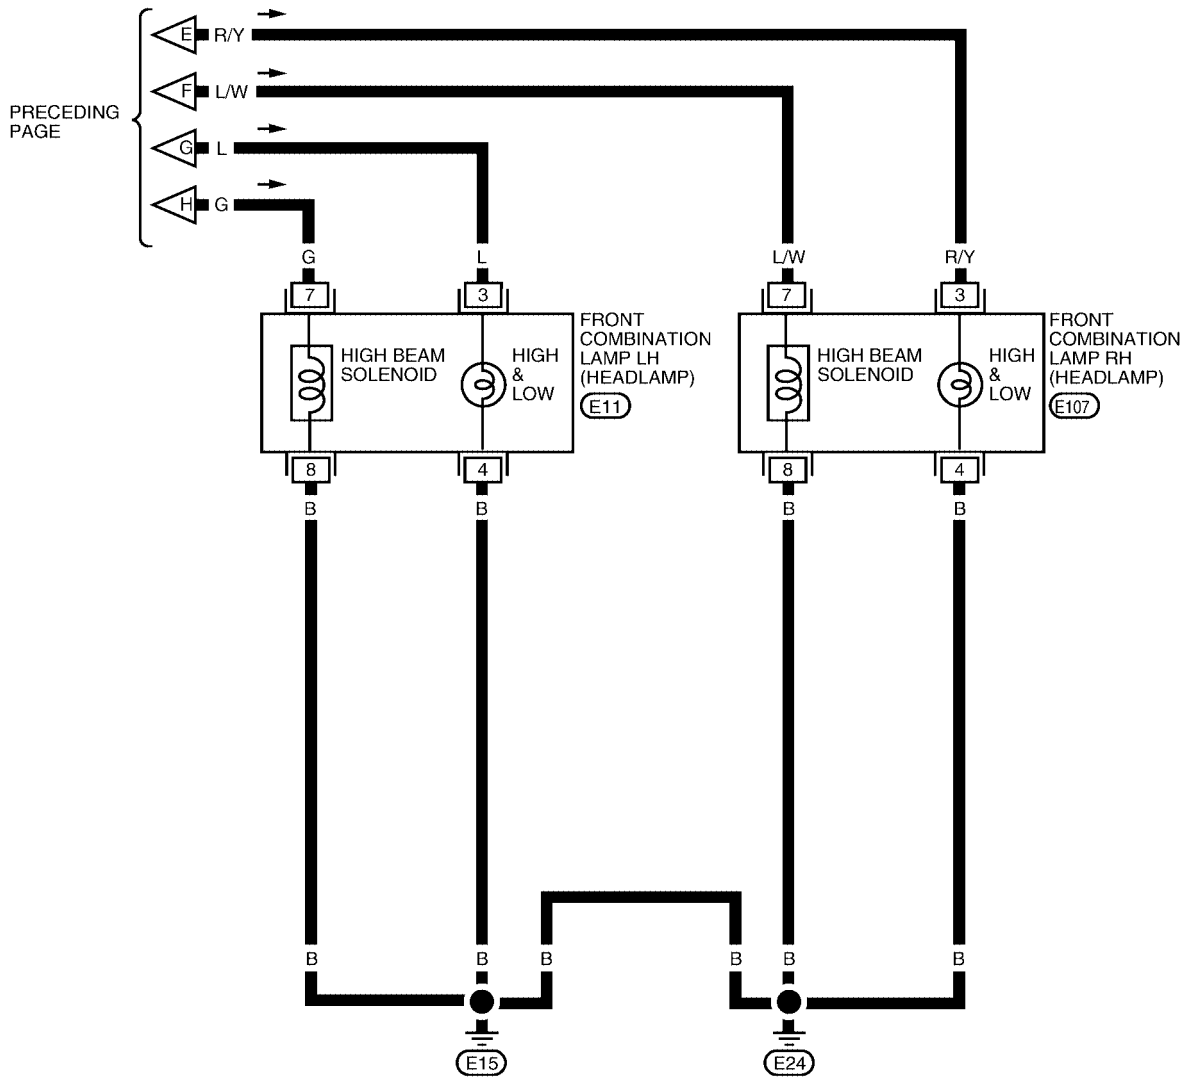 E R/Y
F L/W
PRECEDING
PAGE
G L
H G
G L L/W R/Y
7 3 7 3
FRONT
COMBINATION
LAMP LH
(HEADLAMP)
E11
HIGH BEAM
SOLENOID
HIGH
&
LOW
FRONT
COMBINATION
LAMP RH
(HEADLAMP)
E107
HIGH BEAM
SOLENOID
HIGH
&
LOW
8 4 8 4
B B B B
B B B B B B
E15 E24